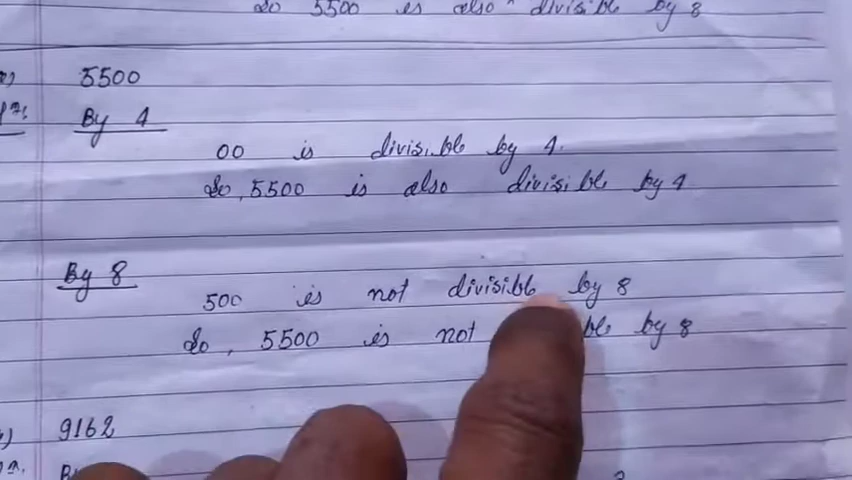 So 5500 is also divisible by 8
5500
By 4
00 is divisible by 4.
So, 5500 is also divisible by 4
By 8
500 is not divisible by 8
So, 5500 is not by 8
9162